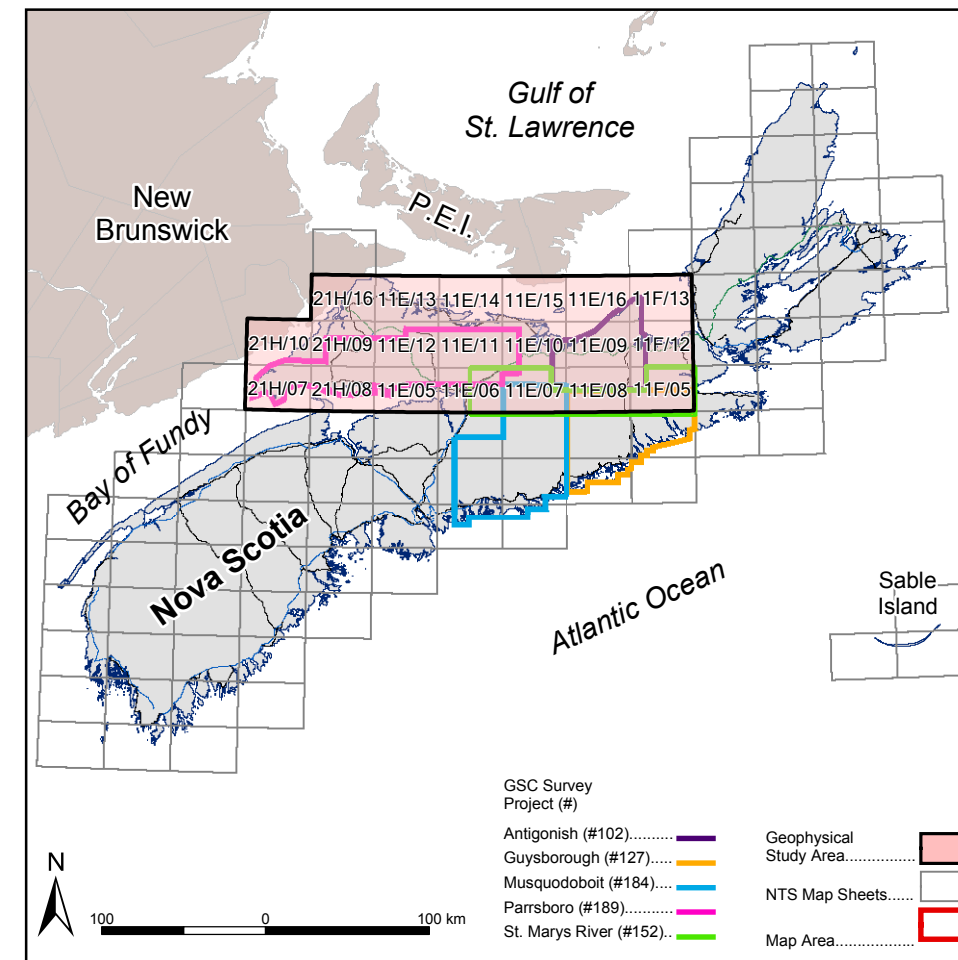 Gulf of
St. Lawrence
New
Brunswick
P.E.I.
21H/16 11E/13 11E/14 11E/15 11E/16 11F/13
21H/10 21H/09 11E/12 11E/11 11E/10 11E/09 11F/12
21H/07 21H/08 11E/05 11E/06 11E/07 11E/08 11F/05
Bay of Fundy
Nova Scotia
Atlantic Ocean
Sable
Island
GSC Survey
Project (#)
Antigonish (#102)..........
Guysborough (#127).....
Musquodoboit (#184)....
Parrsboro (#189)..........
St. Marys River (#152)..
Geophysical
Study Area...............
NTS Map Sheets......
Map Area.................
N
100 0 100 km